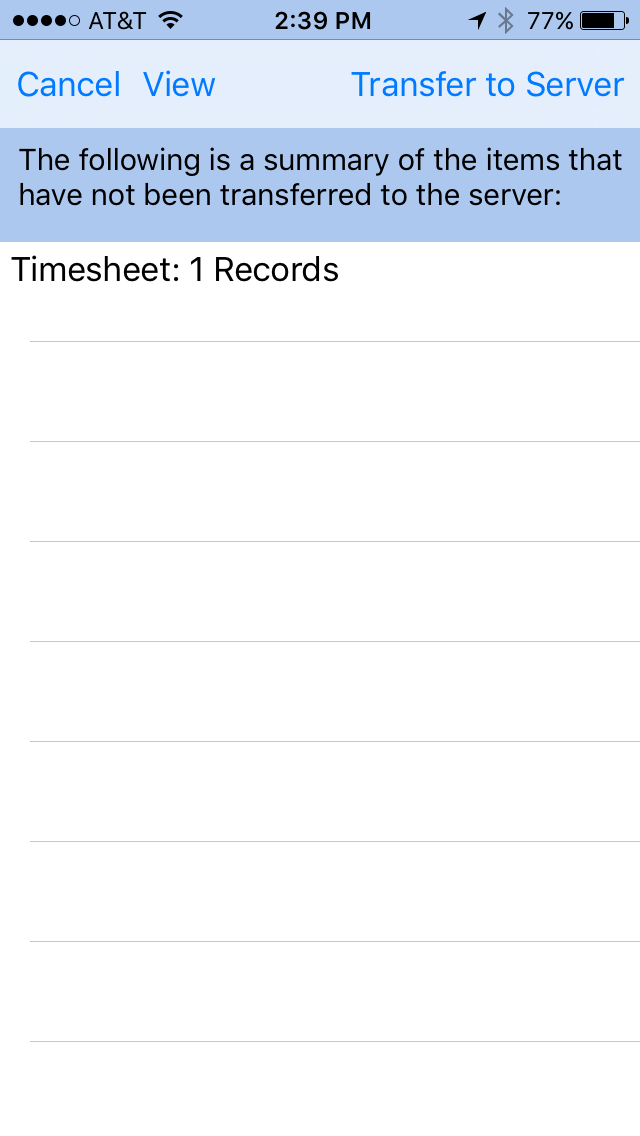 AT&T 2:39 PM 77%
Cancel View Transfer to Server
The following is a summary of the items that
have not been transferred to the server:
Timesheet: 1 Records